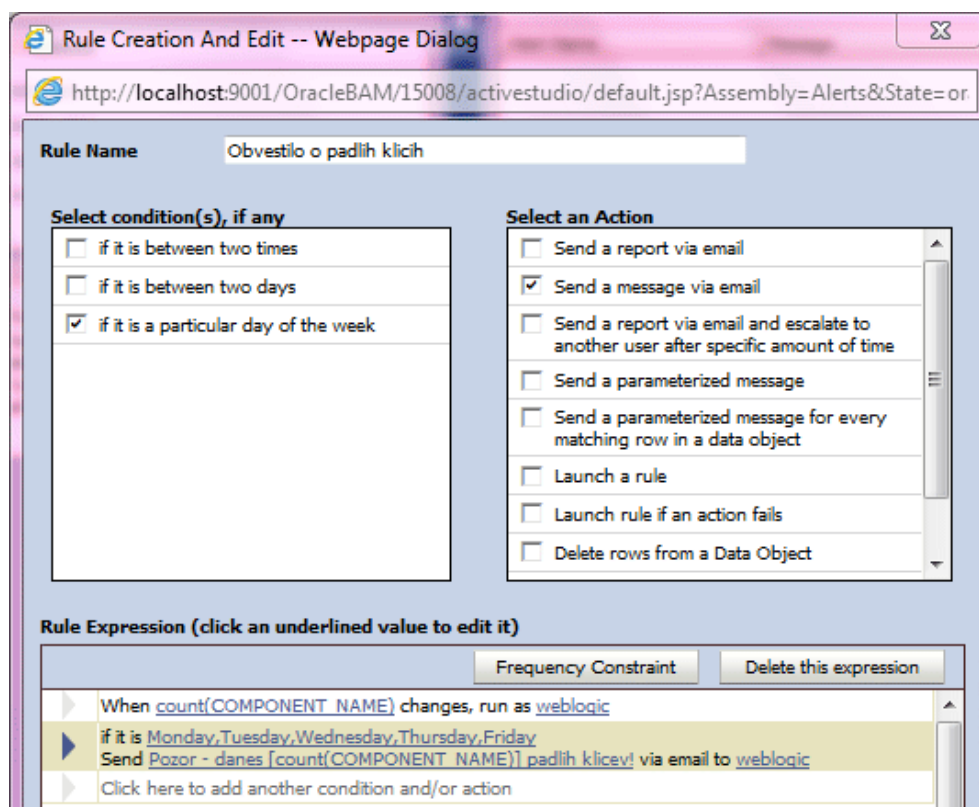 Rule Creation And Edit -- Webpage Dialog
http://localhost:9001/OracleBAM/15008/activestudio/default.jsp?Assembly=Alerts&State=or
Rule Name
Obvestilo o padlih klicih
Select condition(s), if any
if it is between two times
if it is between two days
if it is a particular day of the week
Select an Action
Send a report via email
Send a message via email
Send a report via email and escalate to
another user after specific amount of time
Send a parameterized message
Send a parameterized message for every
matching row in a data object
Launch a rule
Launch rule if an action fails
Delete rows from a Data Object
Rule Expression (click an underlined value to edit it)
Frequency Constraint
Delete this expression
When count(COMPONENT_NAME) changes, run as weblogic
if it is Monday,Tuesday,Wednesday,Thursday,Friday
Send Pozor - danes [count(COMPONENT_NAME)] padlih klicev! via email to weblogic
Click here to add another condition and/or action